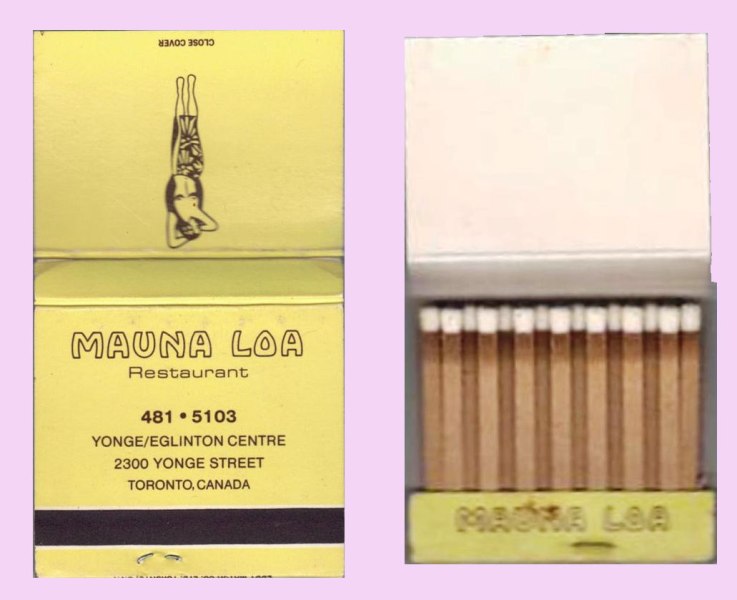 CLOSE COVER
MAUNA LOA
Restaurant
481 • 5103
YONGE/EGLINTON CENTRE
2300 YONGE STREET
TORONTO, CANADA
MAUNA LOA